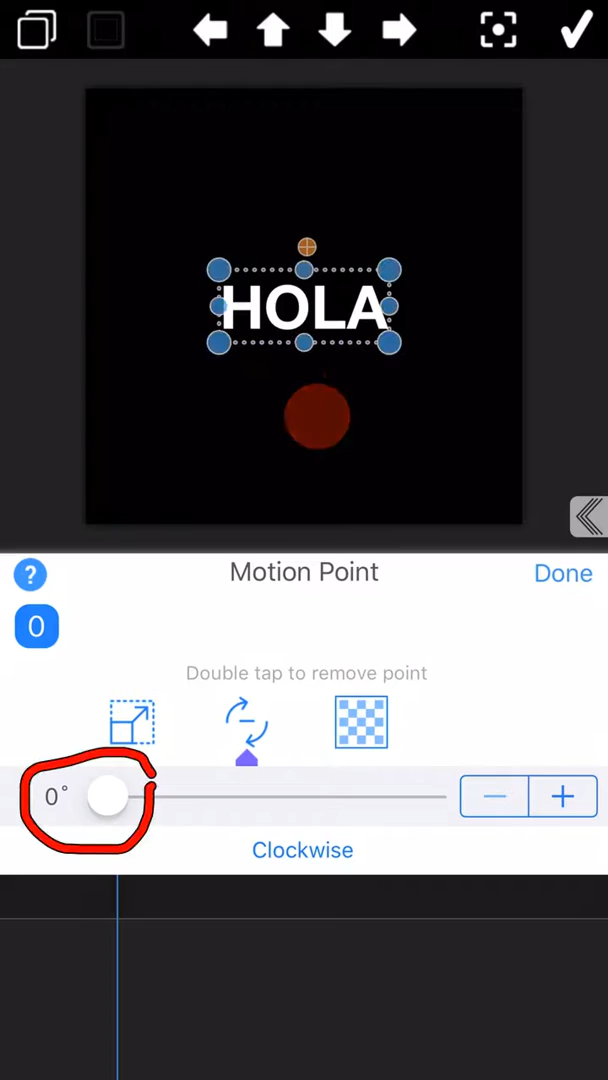 HOLA
?
Motion Point
Done
0
Double tap to remove point
0°
− +
Clockwise